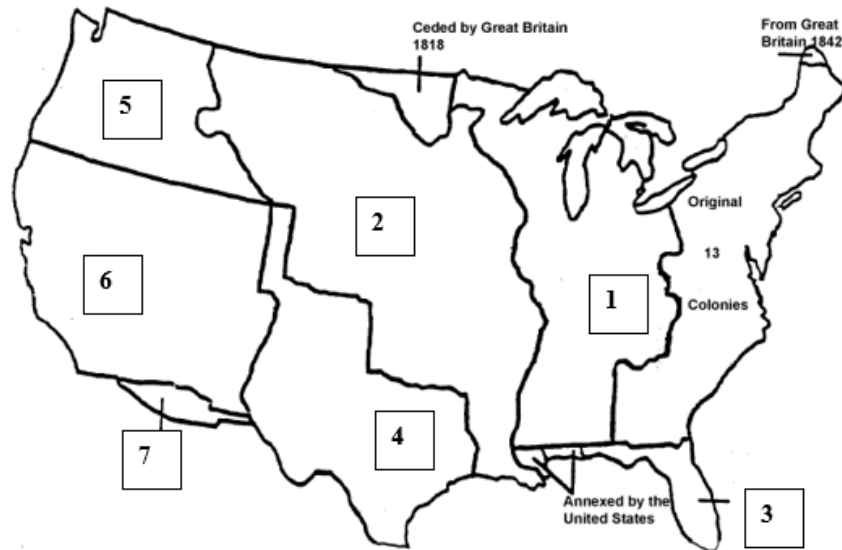 Ceded by Great Britain
1818
From Great
Britain 1842
5
Original
2
13
6
1
Colonies
4
7
Annexed by the
United States
3